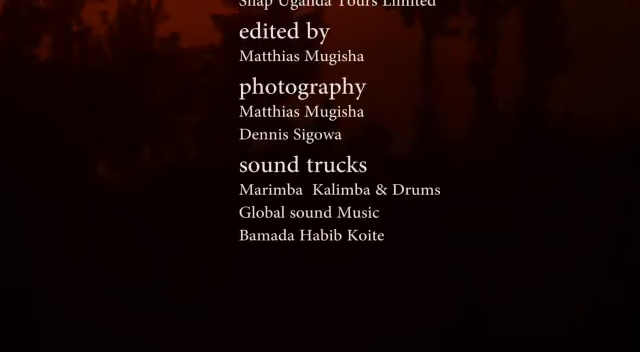 Snap Uganda Tours Limited
edited by
Matthias Mugisha
photography
Matthias Mugisha
Dennis Sigowa
sound trucks
Marimba  Kalimba & Drums
Global sound Music
Bamada Habib Koite